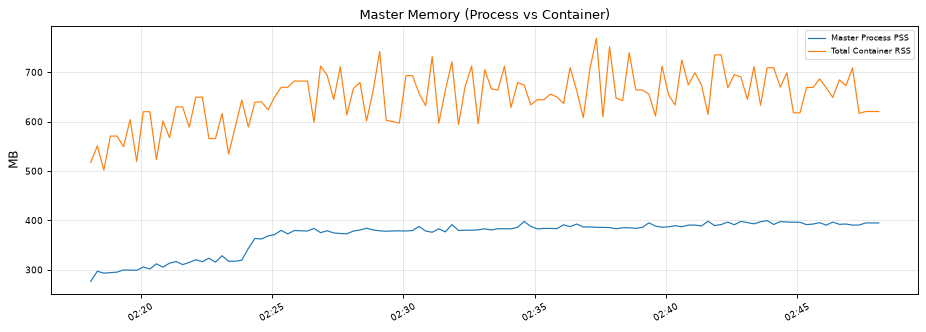 Master Memory (Process vs Container)
Master Process PSS
Total Container RSS
MB
700
600
500
400
300
02:20
02:25
02:30
02:35
02:40
02:45